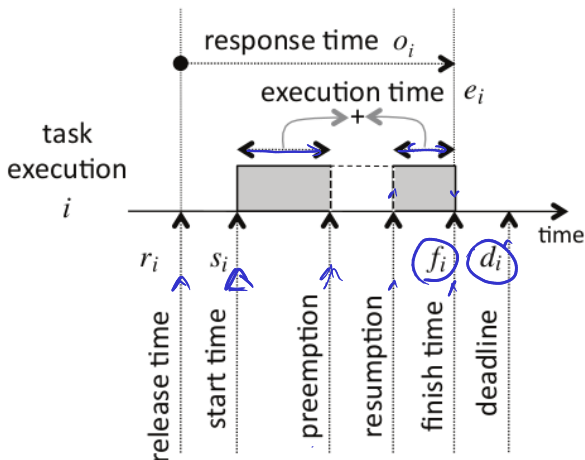 response time o_i
execution time e_i
+
task
execution
i
time
r_i s_i f_i d_i
release time
start time
preemption
resumption
finish time
deadline